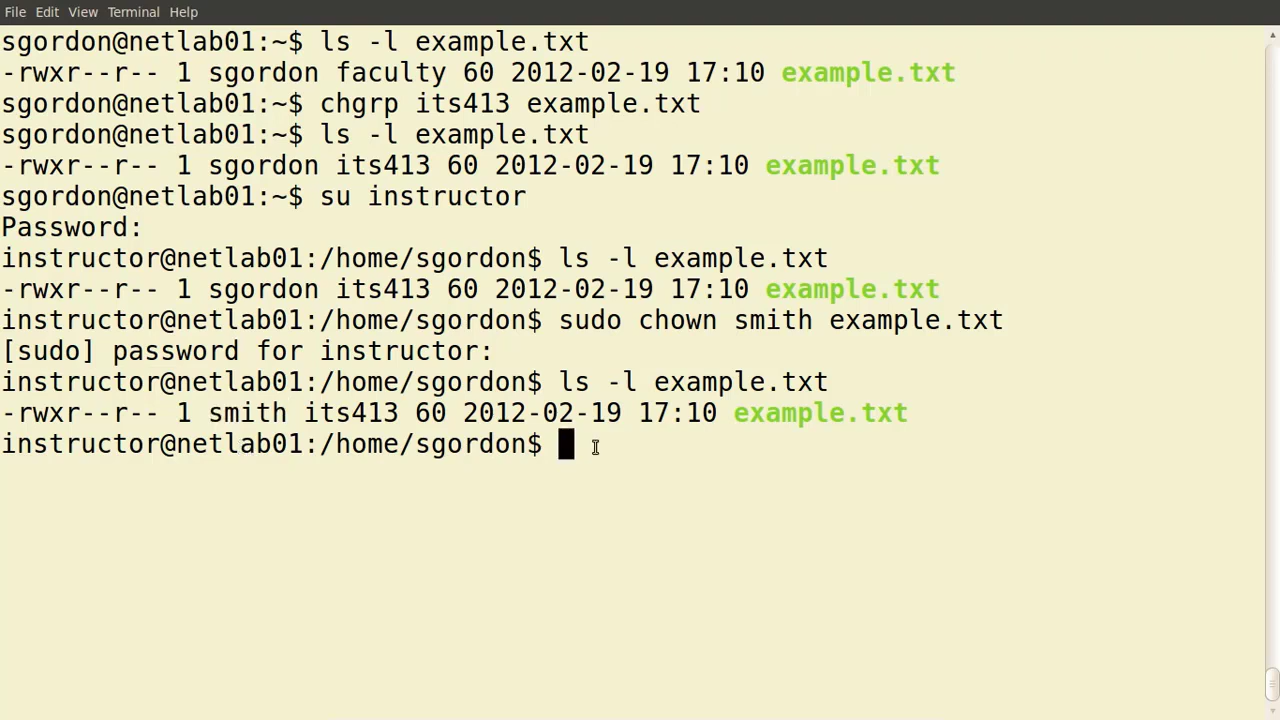 File Edit View Terminal Help
sgordon@netlab01:~$ ls -l example.txt
-rwxr--r-- 1 sgordon faculty 60 2012-02-19 17:10 example.txt
sgordon@netlab01:~$ chgrp its413 example.txt
sgordon@netlab01:~$ ls -l example.txt
-rwxr--r-- 1 sgordon its413 60 2012-02-19 17:10 example.txt
sgordon@netlab01:~$ su instructor
Password:
instructor@netlab01:/home/sgordon$ ls -l example.txt
-rwxr--r-- 1 sgordon its413 60 2012-02-19 17:10 example.txt
instructor@netlab01:/home/sgordon$ sudo chown smith example.txt
[sudo] password for instructor:
instructor@netlab01:/home/sgordon$ ls -l example.txt
-rwxr--r-- 1 smith its413 60 2012-02-19 17:10 example.txt
instructor@netlab01:/home/sgordon$